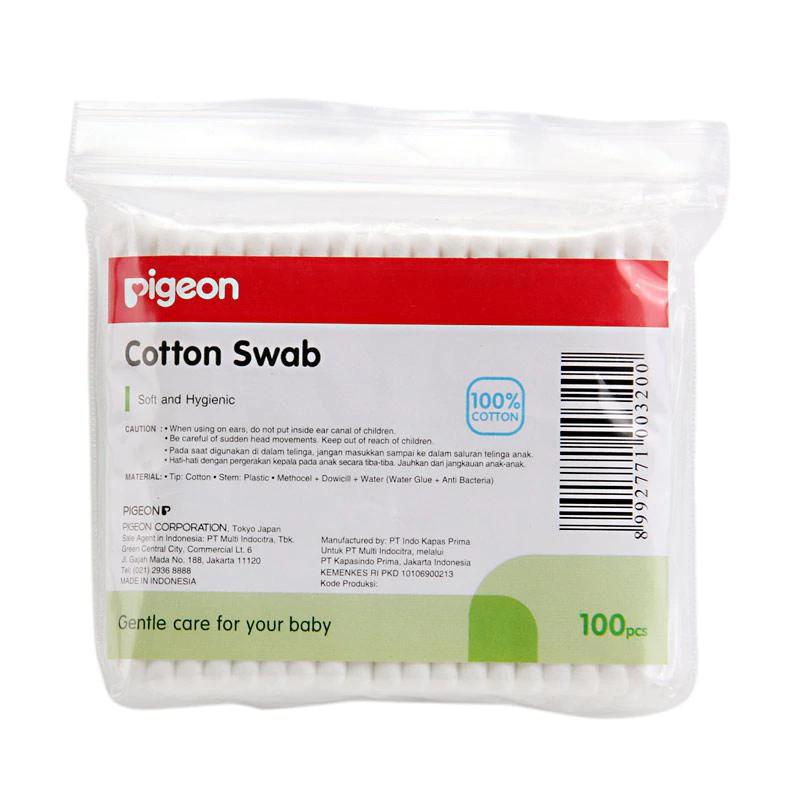 pigeon
Cotton Swab
Soft and Hygienic
100%
COTTON
CAUTION : • When using on ears, do not put inside ear canal of children.
• Be careful of sudden head movements. Keep out of reach of children.
• Pada saat digunakan di dalam telinga, jangan masukkan sampai ke dalam saluran telinga anak.
• Hati-hati dengan pergerakan kepala pada anak secara tiba-tiba. Jauhkan dari jangkauan anak-anak.
MATERIAL: • Tip: Cotton • Stem: Plastic • Methocel + Dowicill + Water (Water Glue + Anti Bacteria)
8992771003200
PIGEON
PIGEON CORPORATION, Tokyo Japan
Sale Agent in Indonesia: PT Multi Indocitra, Tbk.
Green Central City, Commercial Lt. 6
Jl. Gajah Mada No. 188, Jakarta 11120
Tel: (021) 2936 8888
MADE IN INDONESIA
Manufactured by: PT Indo Kapas Prima
Untuk PT Multi Indocitra, melalui
PT Kapasindo Prima, Jakarta Indonesia
KEMENKES RI PKD 10106900213
Kode Produksi:
Gentle care for your baby
100pcs